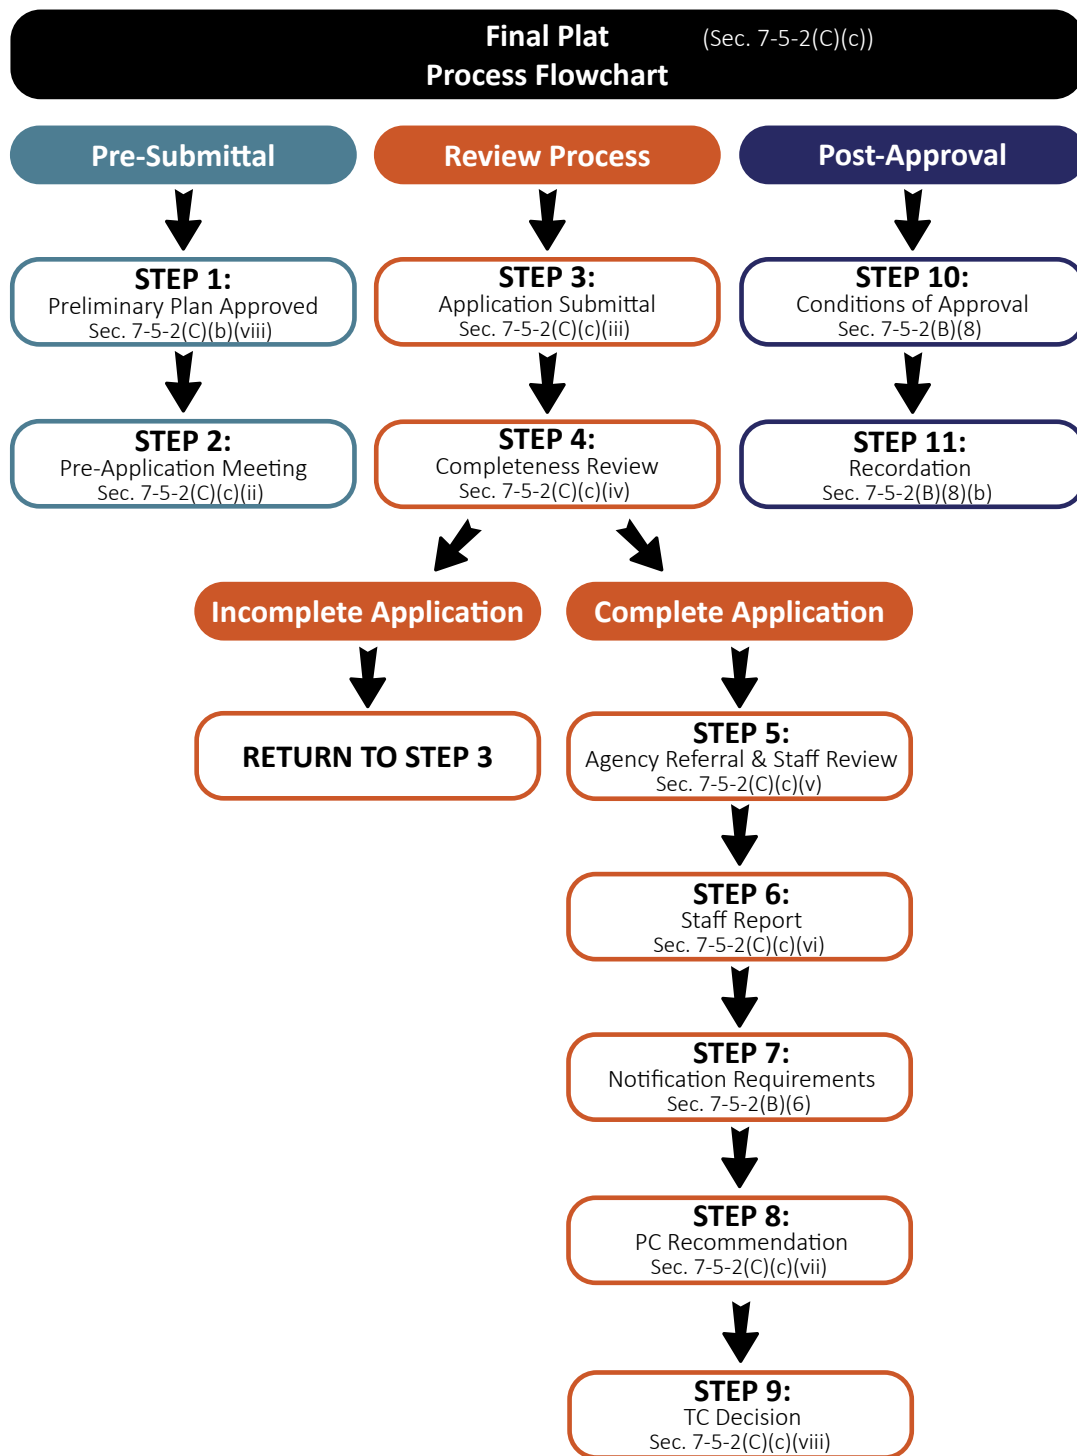 Final Plat (Sec. 7-5-2(C)(c))
Process Flowchart
Pre-Submittal
Review Process
Post-Approval
STEP 1:
Preliminary Plan Approved
Sec. 7-5-2(C)(b)(viii)
STEP 3:
Application Submittal
Sec. 7-5-2(C)(c)(iii)
STEP 10:
Conditions of Approval
Sec. 7-5-2(B)(8)
STEP 2:
Pre-Application Meeting
Sec. 7-5-2(C)(c)(ii)
STEP 4:
Completeness Review
Sec. 7-5-2(C)(c)(iv)
STEP 11:
Recordation
Sec. 7-5-2(B)(8)(b)
Incomplete Application
Complete Application
RETURN TO STEP 3
STEP 5:
Agency Referral & Staff Review
Sec. 7-5-2(C)(c)(v)
STEP 6:
Staff Report
Sec. 7-5-2(C)(c)(vi)
STEP 7:
Notification Requirements
Sec. 7-5-2(B)(6)
STEP 8:
PC Recommendation
Sec. 7-5-2(C)(c)(vii)
STEP 9:
TC Decision
Sec. 7-5-2(C)(c)(viii)